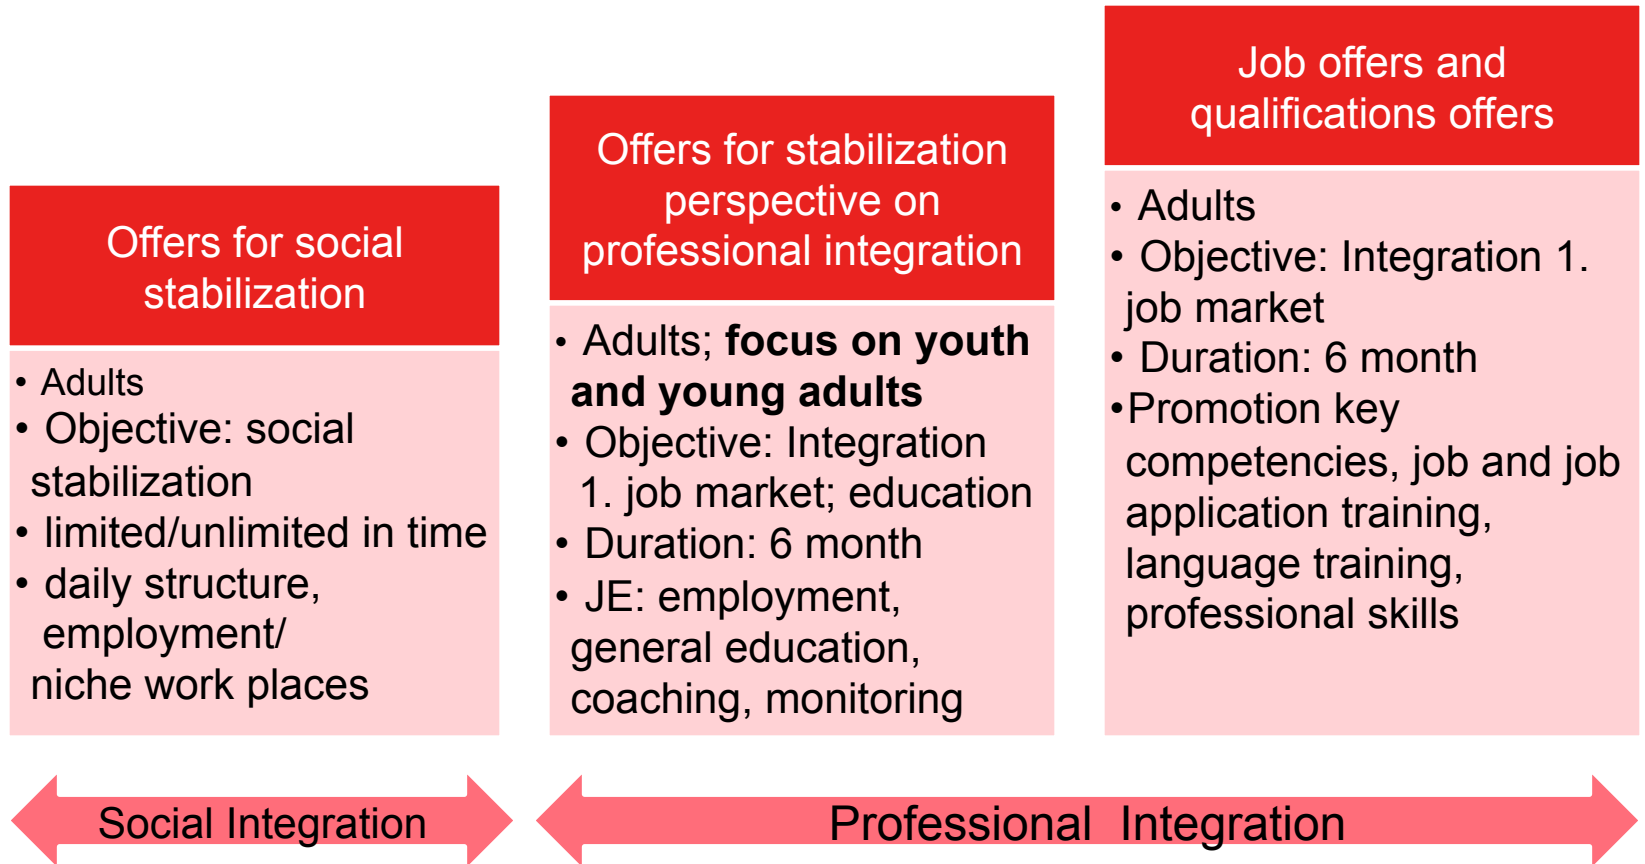 Offers for social
stabilization
• Adults
• Objective: social
stabilization
• limited/unlimited in time
• daily structure,
employment/
niche work places
Offers for stabilization
perspective on
professional integration
• Adults; focus on youth
and young adults
• Objective: Integration
1. job market; education
• Duration: 6 month
• JE: employment,
general education,
coaching, monitoring
Job offers and
qualifications offers
• Adults
• Objective: Integration 1.
job market
• Duration: 6 month
•Promotion key
competencies, job and job
application training,
language training,
professional skills
Social Integration
Professional Integration